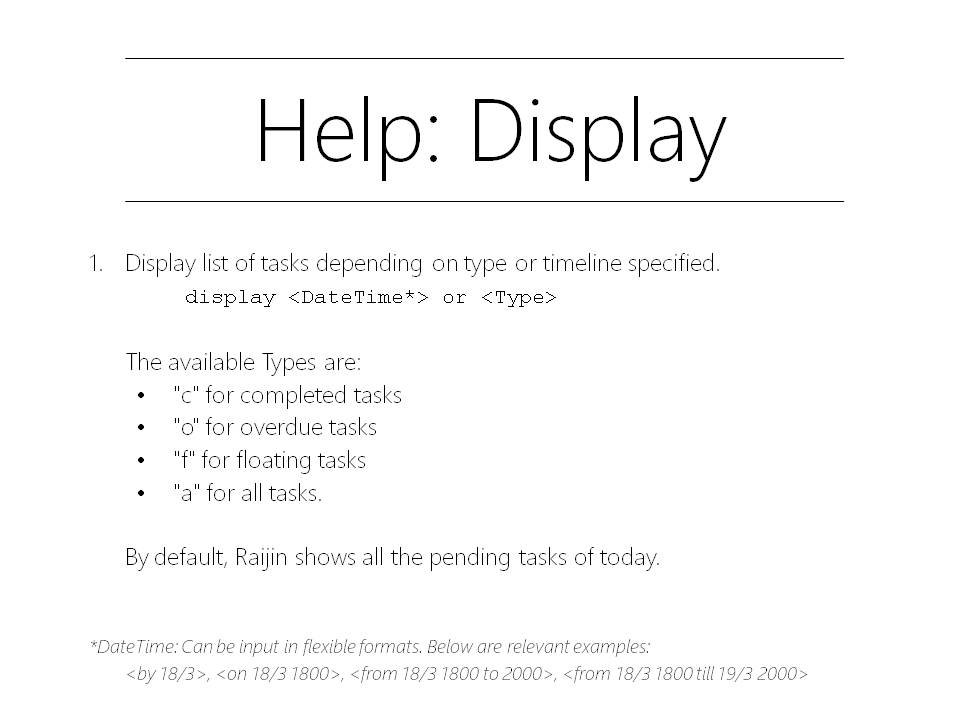 Help: Display
1. Display list of tasks depending on type or timeline specified.
display <DateTime*> or <Type>
The available Types are:
• "c" for completed tasks
• "o" for overdue tasks
• "f" for floating tasks
• "a" for all tasks.
By default, Raijin shows all the pending tasks of today.
*DateTime: Can be input in flexible formats. Below are relevant examples:
<by 18/3>, <on 18/3 1800>, <from 18/3 1800 to 2000>, <from 18/3 1800 till 19/3 2000>